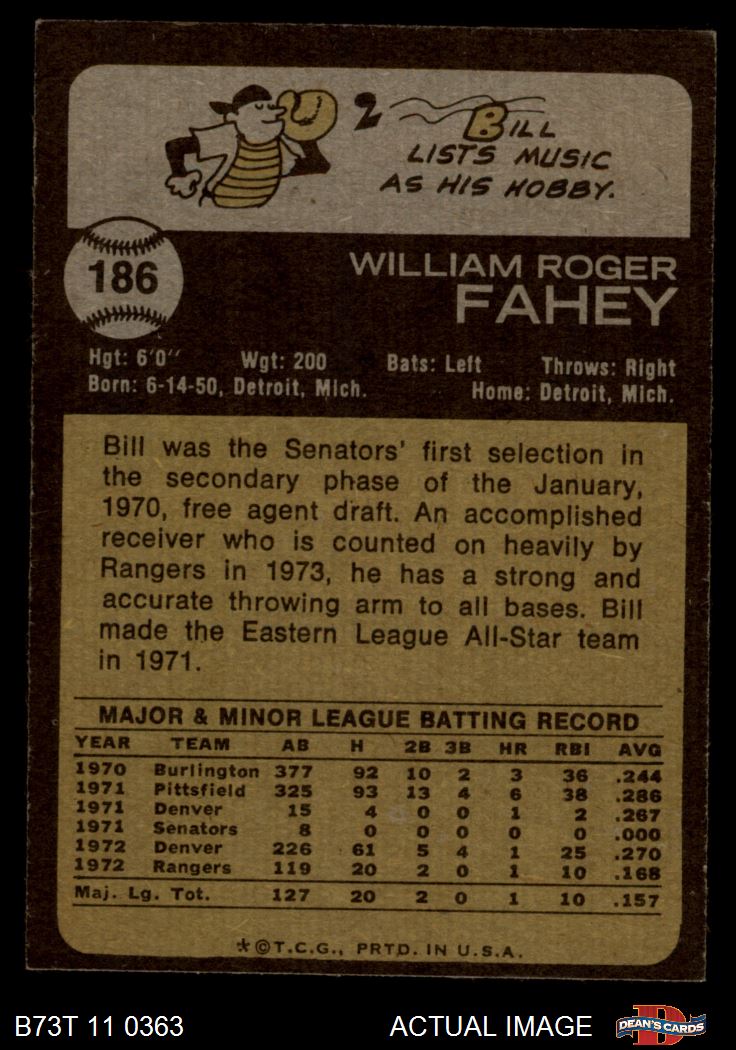 2 BILL
LISTS MUSIC
AS HIS HOBBY.
186
WILLIAM ROGER
FAHEY
Hgt: 6'0" Wgt: 200 Bats: Left Throws: Right
Born: 6-14-50, Detroit, Mich. Home: Detroit, Mich.
Bill was the Senators' first selection in
the secondary phase of the January,
1970, free agent draft. An accomplished
receiver who is counted on heavily by
Rangers in 1973, he has a strong and
accurate throwing arm to all bases. Bill
made the Eastern League All-Star team
in 1971.
MAJOR & MINOR LEAGUE BATTING RECORD
YEAR TEAM AB H 2B 3B HR RBI AVG
1970 Burlington 377 92 10 2 3 36 .244
1971 Pittsfield 325 93 13 4 6 38 .286
1971 Denver 15 4 0 0 1 2 .267
1971 Senators 8 0 0 0 0 0 .000
1972 Denver 226 61 5 4 1 25 .270
1972 Rangers 119 20 2 0 1 10 .168
Maj. Lg. Tot. 127 20 2 0 1 10 .157
*©T.C.G., PRTD. IN U.S.A.
B73T 11 0363 ACTUAL IMAGE D DEAN'S CARDS